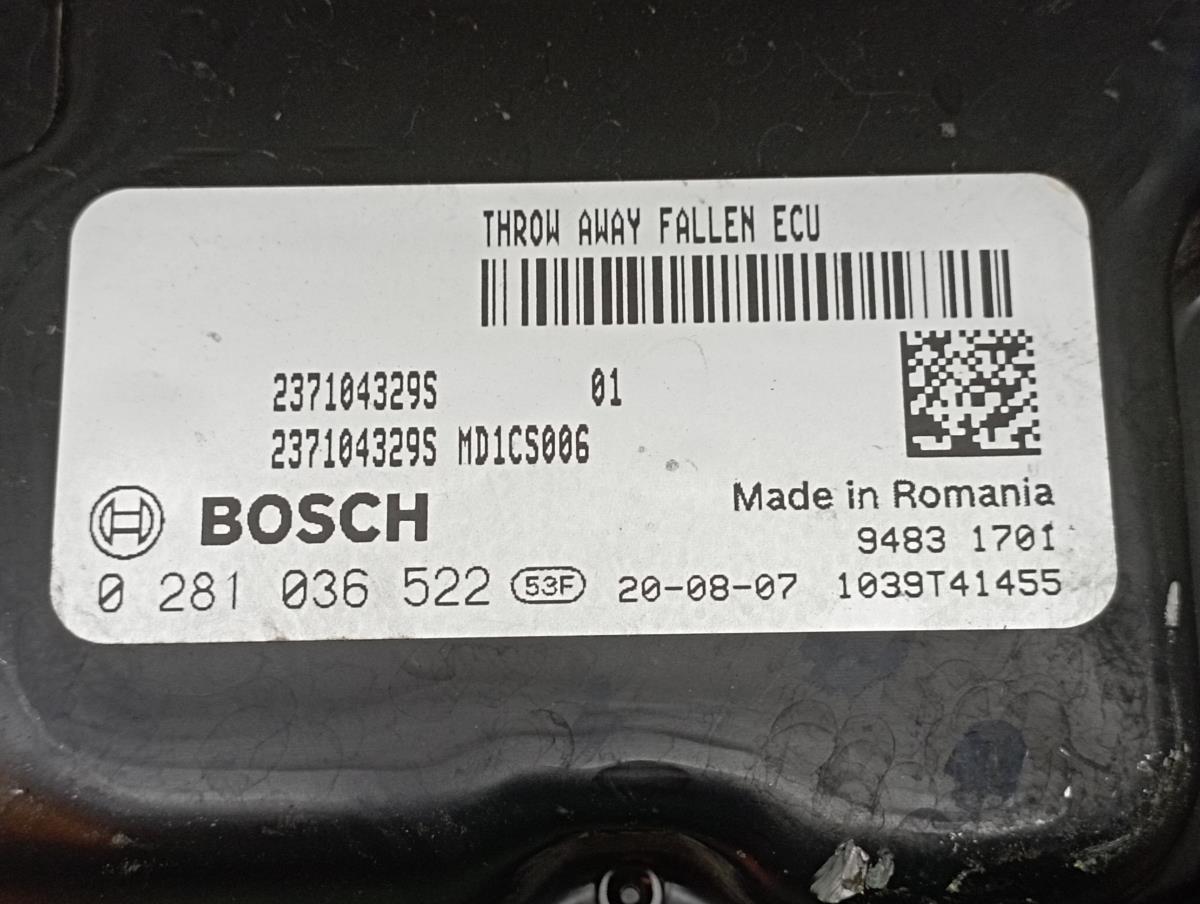 THROW AWAY FALLEN ECU
237104329S 01
237104329S MD1CS006
BOSCH
Made in Romania
9483 1701
0 281 036 522 53F 20-08-07 1039T41455